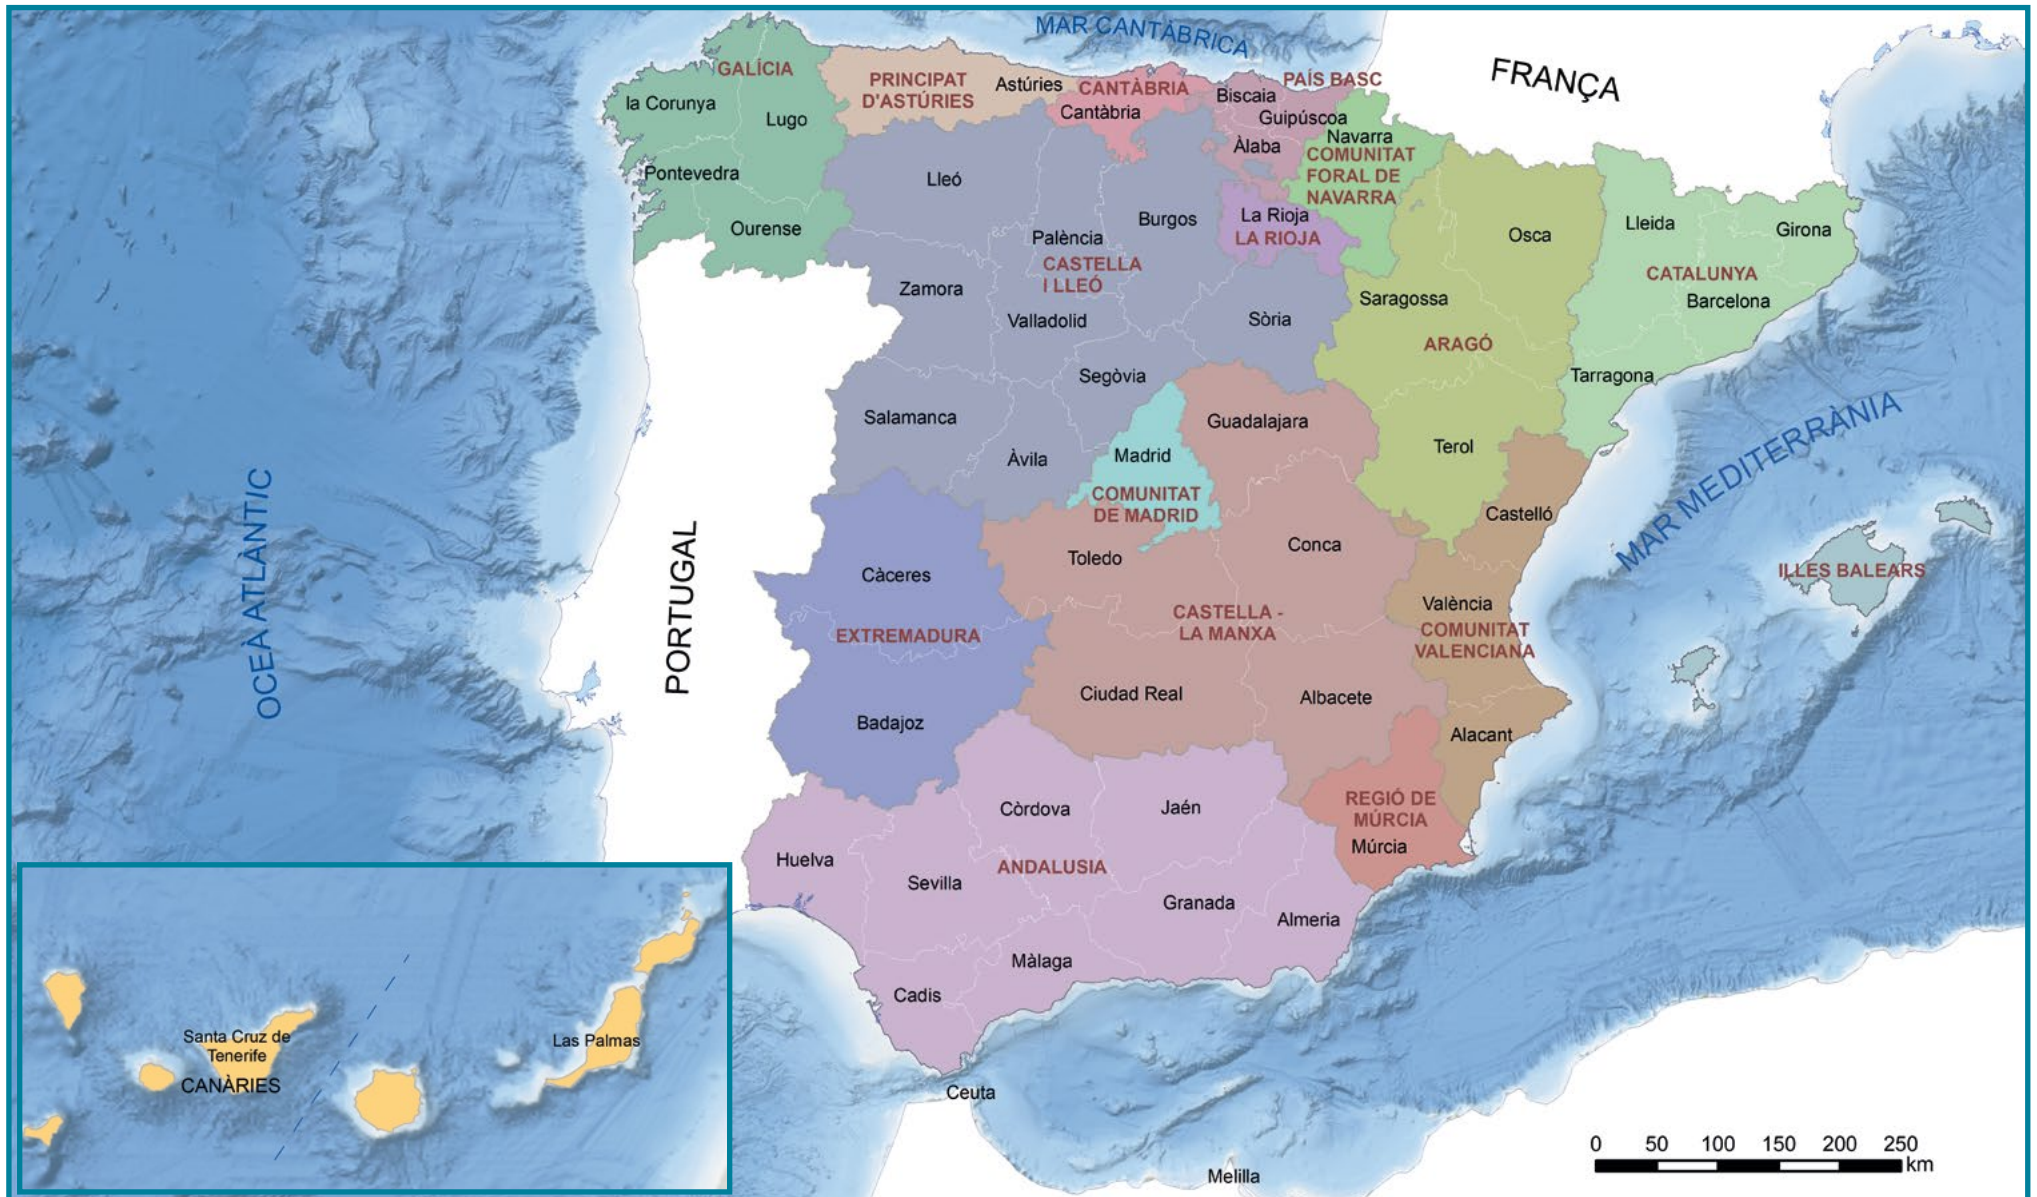 MAR CANTÀBRICA
FRANÇA
GALÍCIA
la Corunya
Lugo
Pontevedra
Ourense
PRINCIPAT
D'ASTÚRIES
Astúries
CANTÀBRIA
Cantàbria
PAÍS BASC
Biscaia
Guipúscoa
Àlaba
Navarra
COMUNITAT
FORAL DE
NAVARRA
La Rioja
LA RIOJA
Lleó
Palència
Burgos
CASTELLA
I LLEÓ
Zamora
Valladolid
Sòria
Segòvia
Salamanca
Àvila
Osca
Saragossa
ARAGÓ
Terol
Lleida
Girona
CATALUNYA
Barcelona
Tarragona
Madrid
COMUNITAT
DE MADRID
Guadalajara
Toledo
Conca
CASTELLA -
LA MANXA
Ciudad Real
Albacete
Castelló
València
COMUNITAT
VALENCIANA
Alacant
MAR MEDITERRÀNIA
ILLES BALEARS
OCEÀ ATLÀNTIC
PORTUGAL
Càceres
EXTREMADURA
Badajoz
REGIÓ DE
MÚRCIA
Múrcia
Còrdova
Jaén
Huelva
Sevilla
ANDALUSIA
Granada
Almeria
Màlaga
Cadis
Ceuta
Melilla
Santa Cruz de
Tenerife
CANÀRIES
Las Palmas
0 50 100 150 200 250
km